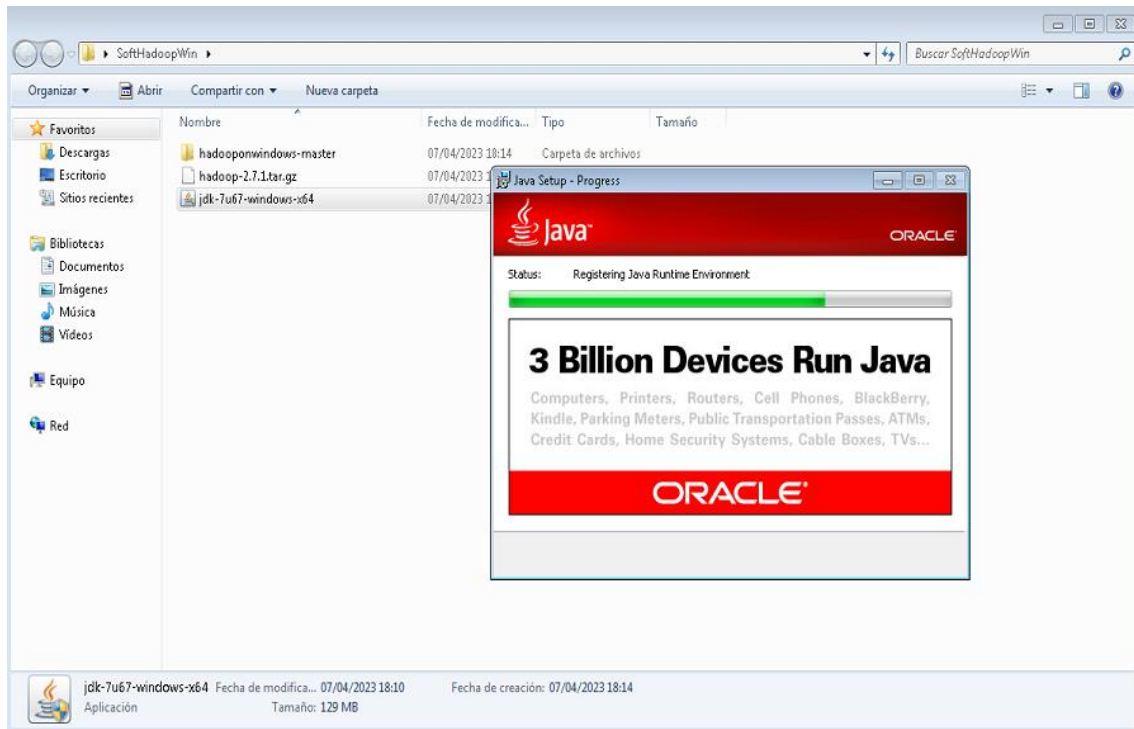 SoftHadoopWin
Buscar SoftHadoopWin
Organizar Abrir Compartir con Nueva carpeta
Favoritos
Descargas
Escritorio
Sitios recientes
Bibliotecas
Documentos
Imágenes
Música
Vídeos
Equipo
Red
Nombre Fecha de modifica... Tipo Tamaño
hadooponwindows-master 07/04/2023 18:14 Carpeta de archivos
hadoop-2.7.1.tar.gz 07/04/2023 1
jdk-7u67-windows-x64 07/04/2023 1
Java Setup - Progress
Java™
ORACLE
Status: Registering Java Runtime Environment
3 Billion Devices Run Java
Computers, Printers, Routers, Cell Phones, BlackBerry,
Kindle, Parking Meters, Public Transportation Passes, ATMs,
Credit Cards, Home Security Systems, Cable Boxes, TVs...
ORACLE®
jdk-7u67-windows-x64 Fecha de modifica... 07/04/2023 18:10 Fecha de creación: 07/04/2023 18:14
Aplicación Tamaño: 129 MB